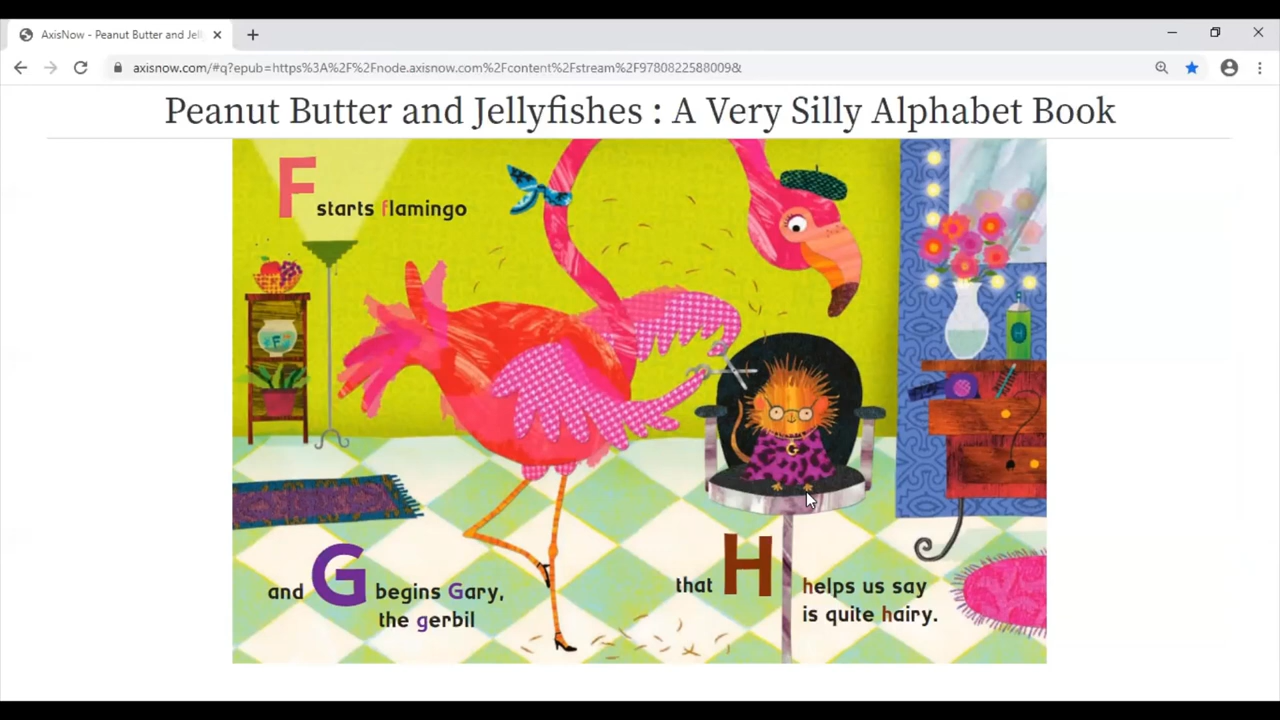 AxisNow - Peanut Butter and Jell
axisnow.com/#q?epub=https%3A%2F%2Fnode.axisnow.com%2Fcontent%2Fstream%2F9780822588009&
Peanut Butter and Jellyfishes : A Very Silly Alphabet Book
F starts flamingo
F
G
H
and G begins Gary,
the gerbil
that H helps us say
is quite hairy.